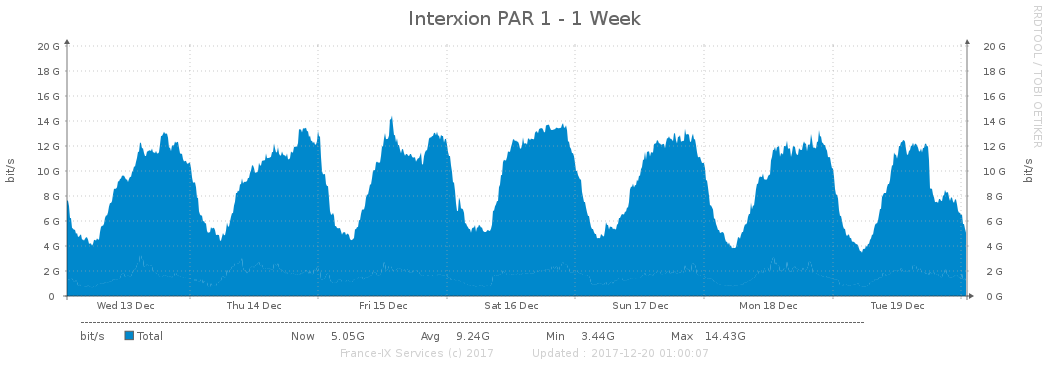 Interxion PAR 1 - 1 Week
RRDTOOL / TOBI OETIKER
20 G 20 G
18 G 18 G
16 G 16 G
14 G 14 G
12 G 12 G
10 G 10 G
8 G 8 G
6 G 6 G
4 G 4 G
2 G 2 G
0 0 G
bit/s
bit/s
Wed 13 Dec Thu 14 Dec Fri 15 Dec Sat 16 Dec Sun 17 Dec Mon 18 Dec Tue 19 Dec
bit/s Total Now 5.05G Avg 9.24G Min 3.44G Max 14.43G
France-IX Services (c) 2017 Updated : 2017-12-20 01:00:07